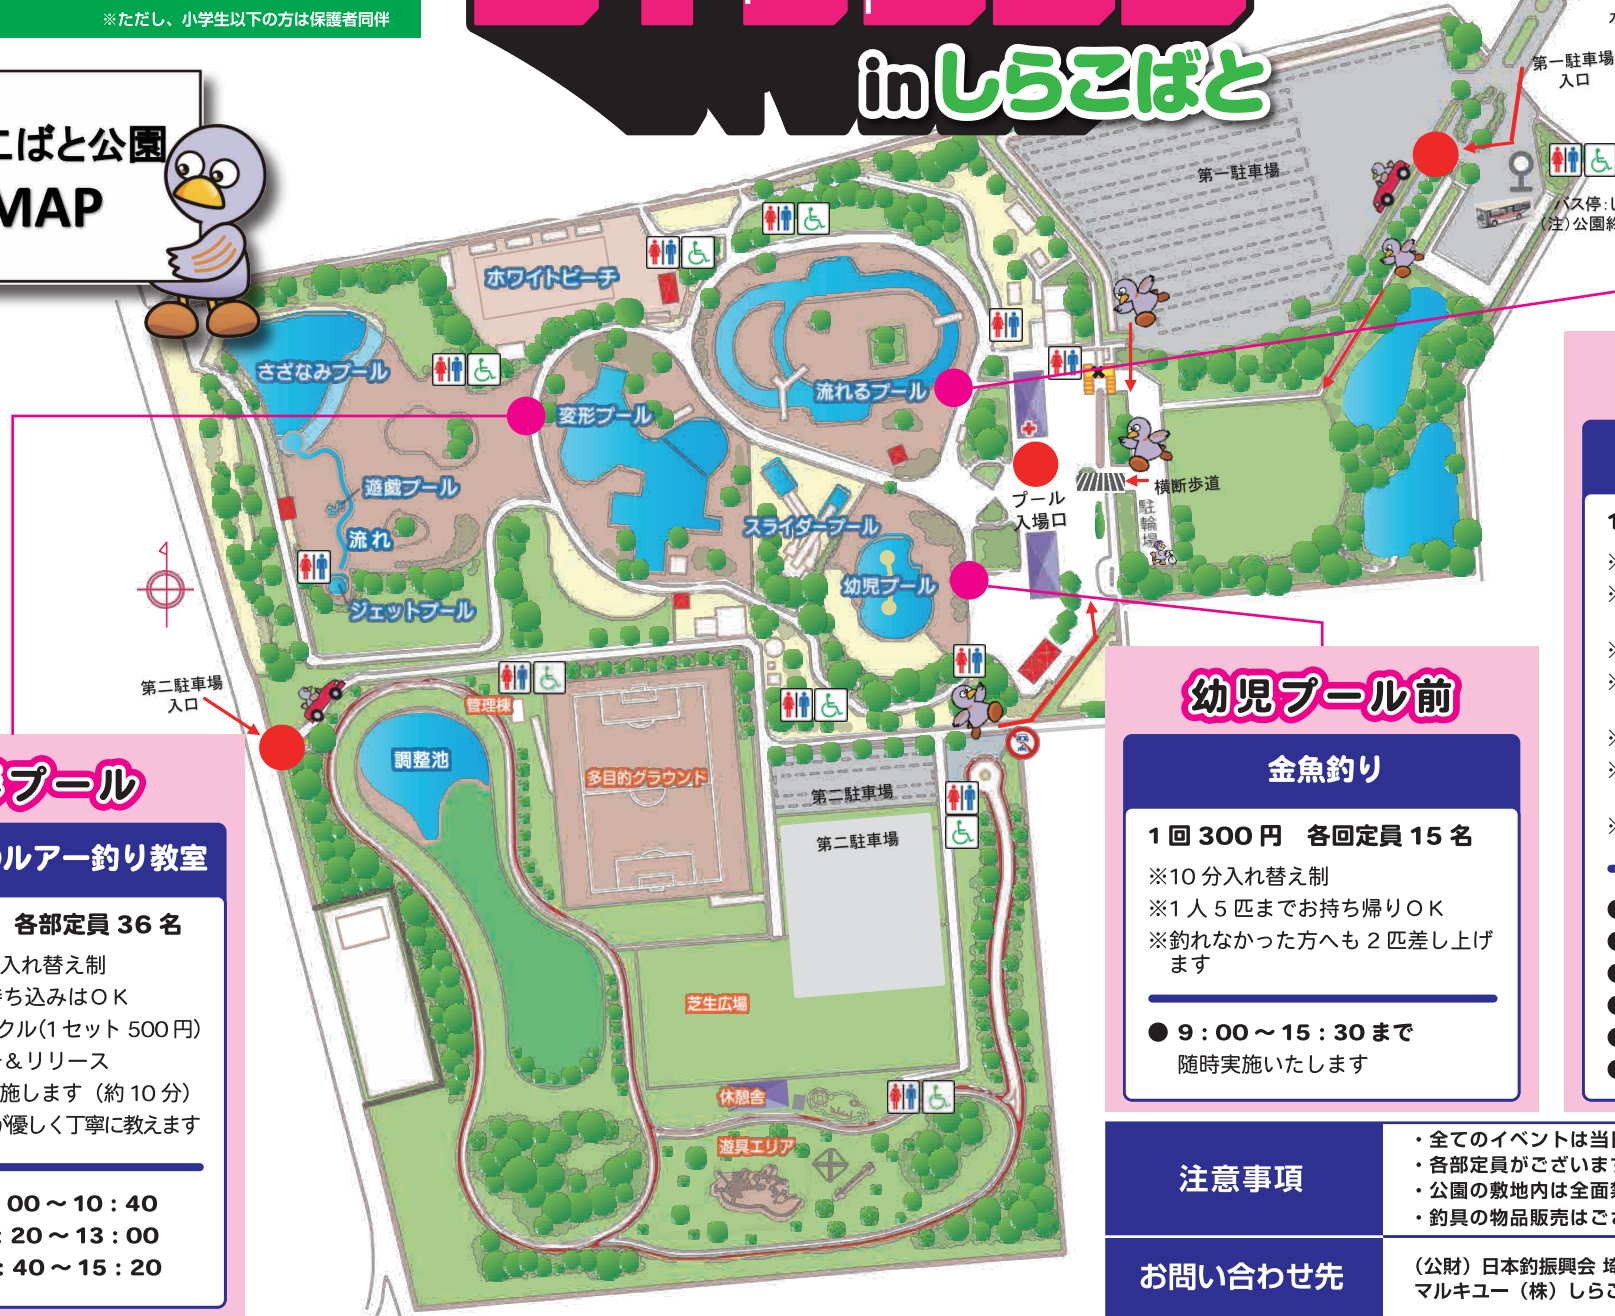 ※ただし、小学生以下の方は保護者同伴
inしらこばと
こばと公園
MAP
第一駐車場
入口
第一駐車場
バス停:し
(注)公園絲
ホワイトビーチ
さざなみプール
流れるプール
変形プール
遊戯プール
スライダープール
流れ
幼児プール
ジェットプール
プール
入場口
横断歩道
駐輪場
第二駐車場
入口
管理棟
調整池
多目的グラウンド
第二駐車場
第二駐車場
芝生広場
休憩舎
遊具エリア
プール
ルアー釣り教室
各部定員 36 名
入れ替え制
ち込みはOK
クル(1セット 500円)
&リリース
施します(約10分)
優しく丁寧に教えます
00～10:40
:20～13:00
:40～15:20
幼児プール前
金魚釣り
1回 300円 各回定員 15名
※10分入れ替え制
※1人5匹までお持ち帰りOK
※釣れなかった方へも2匹差し上げ
ます
● 9:00～15:30まで
随時実施いたします
注意事項
・全てのイベントは当日
・各部定員がございます
・公園の敷地内は全面禁
・釣具の物品販売はござ
お問い合わせ先
(公財)日本釣振興会 埼
マルキユー(株)しらこ